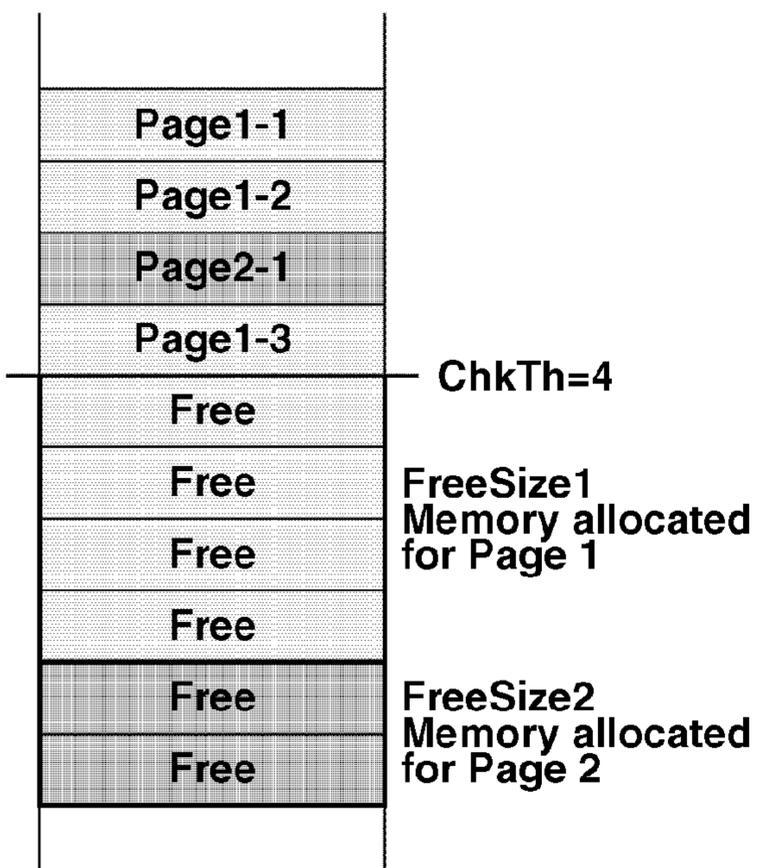 Page1-1
Page1-2
Page2-1
Page1-3
ChkTh=4
Free
Free
FreeSize1
Memory allocated
for Page 1
Free
Free
Free
FreeSize2
Memory allocated
for Page 2
Free